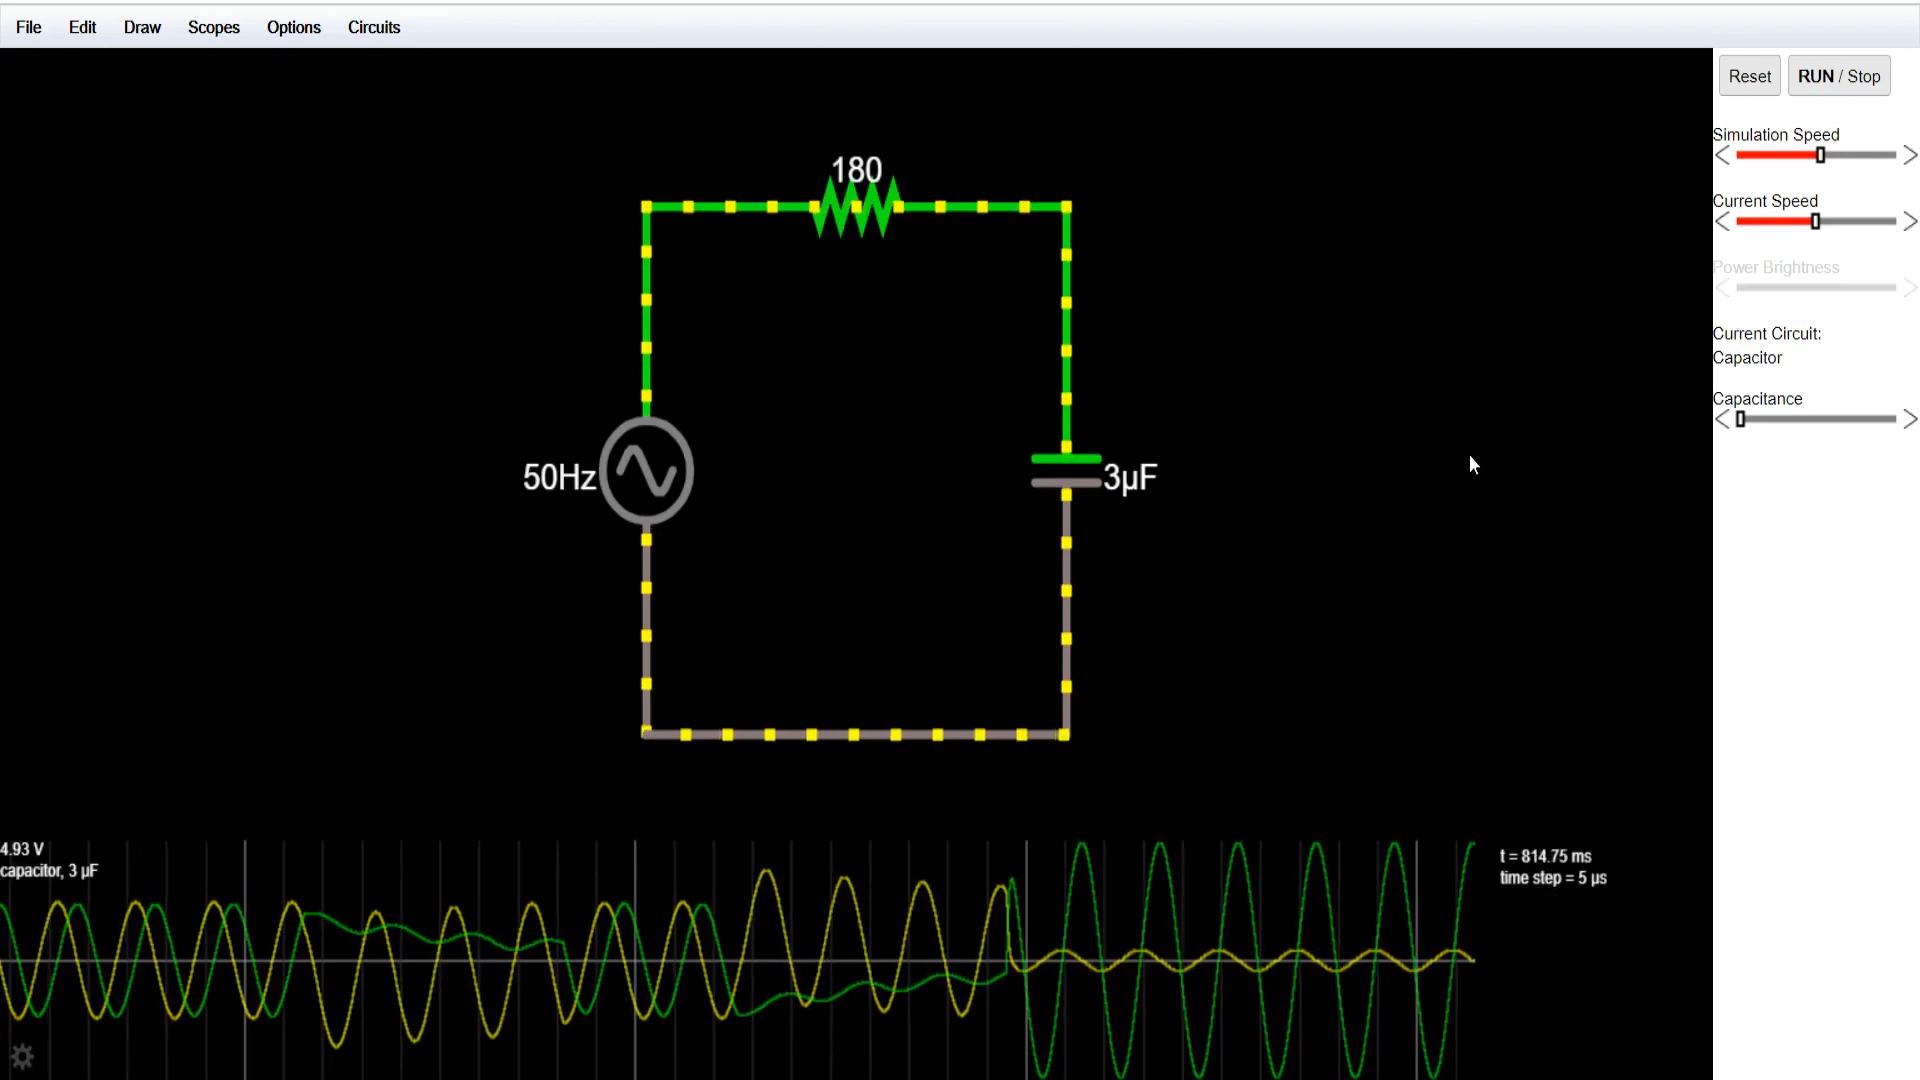 File Edit Draw Scopes Options Circuits
Reset RUN / Stop
Simulation Speed
Current Speed
Power Brightness
Current Circuit:
Capacitor
Capacitance
180
50Hz
3µF
4.93 V
capacitor, 3 µF
t = 814.75 ms
time step = 5 µs